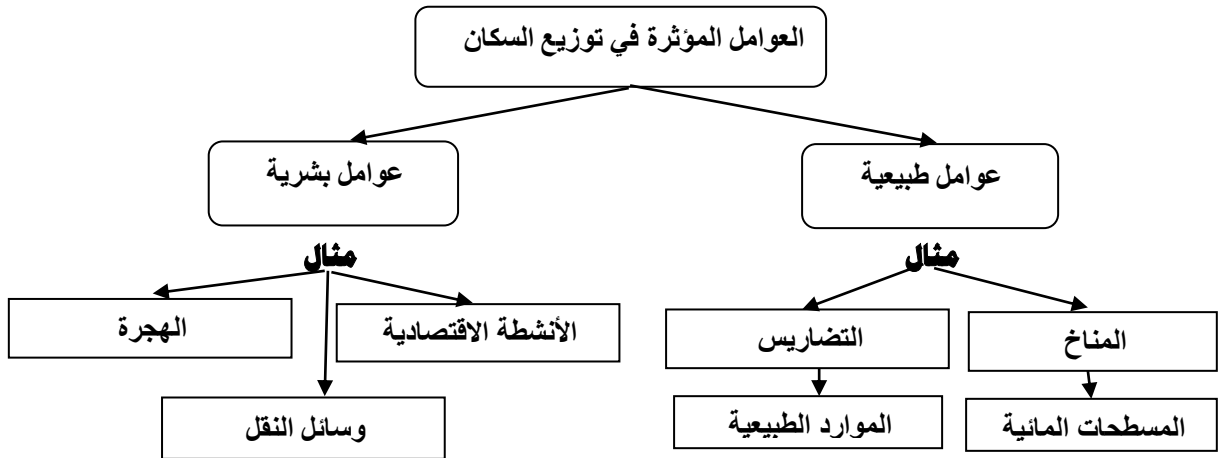 العوامل المؤثرة في توزيع السكان
عوامل طبيعية
عوامل بشرية
مثال
مثال
المناخ
التضاريس
الأنشطة الاقتصادية
الهجرة
المسطحات المائية
الموارد الطبيعية
وسائل النقل